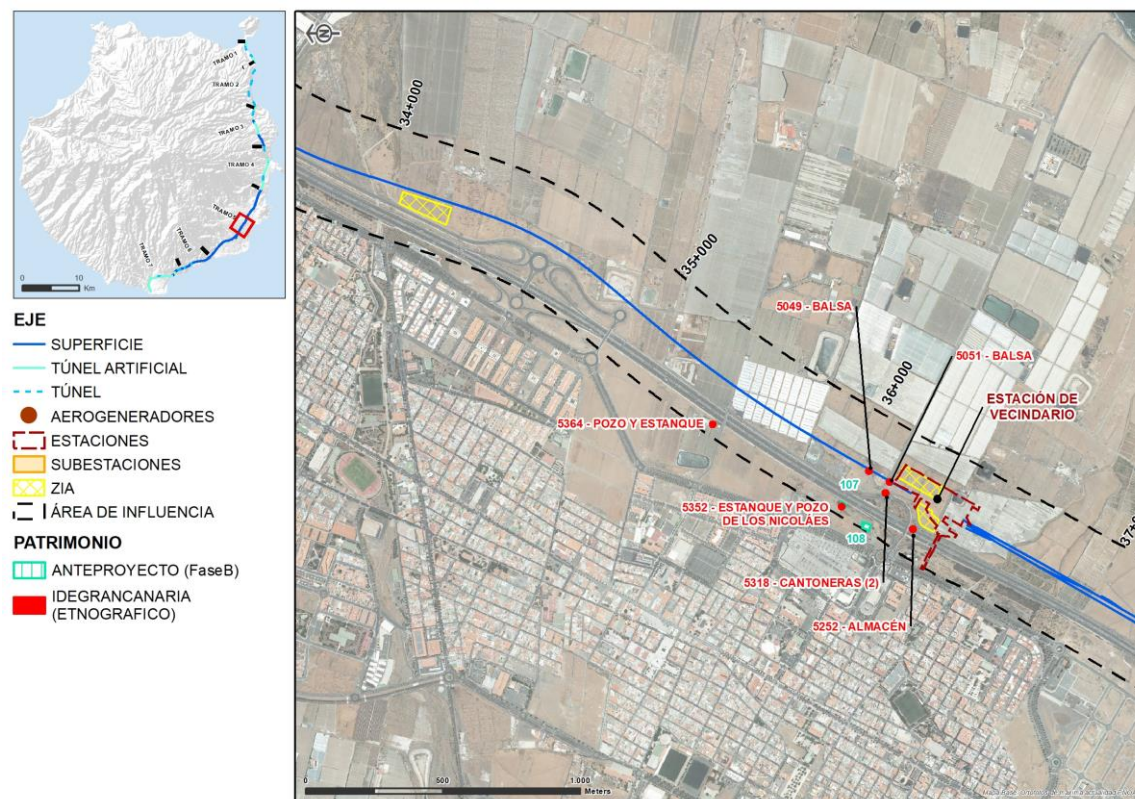 TRAMO 1
TRAMO 2
TRAMO 3
TRAMO 4
TRAMO 6
TRAMO 7
0 10
Km
EJE
SUPERFICIE
TÚNEL ARTIFICIAL
TÚNEL
AEROGENERADORES
ESTACIONES
SUBESTACIONES
ZIA
ÁREA DE INFLUENCIA
PATRIMONIO
ANTEPROYECTO (FaseB)
IDEGRANCANARIA
(ETNOGRAFICO)
N
34+000
35+000
5049 - BALSA
5051 - BALSA
36+000
ESTACIÓN DE
VECINDARIO
5364 - POZO Y ESTANQUE
107
5352 - ESTANQUE Y POZO
DE LOS NICOLÁES
108
37+0
5318 - CANTONERAS (2)
5252 - ALMACÉN
0 500 1.000
Meters